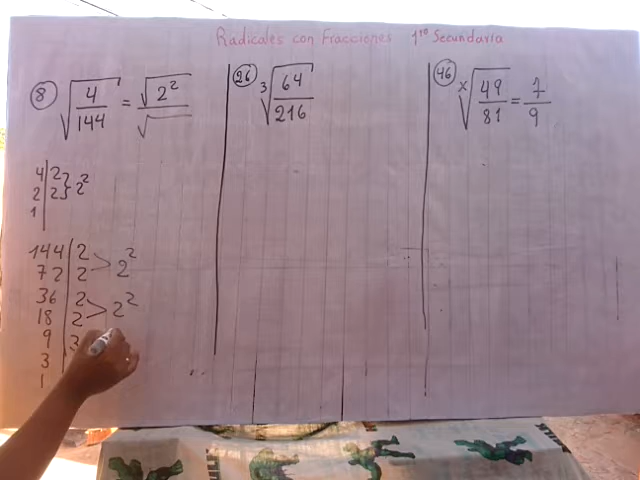 Radicales con Fracciones 1ro Secundaria
8 √(4/144) = √(2²)/√
4 | 2
2 | 2 } 2²
1
144 | 2
72 | 2 > 2²
36 | 2
18 | 2 > 2²
9 | 3
3
1
26 ³√(64/216)
46 ˣ√(49/81) = 7/9